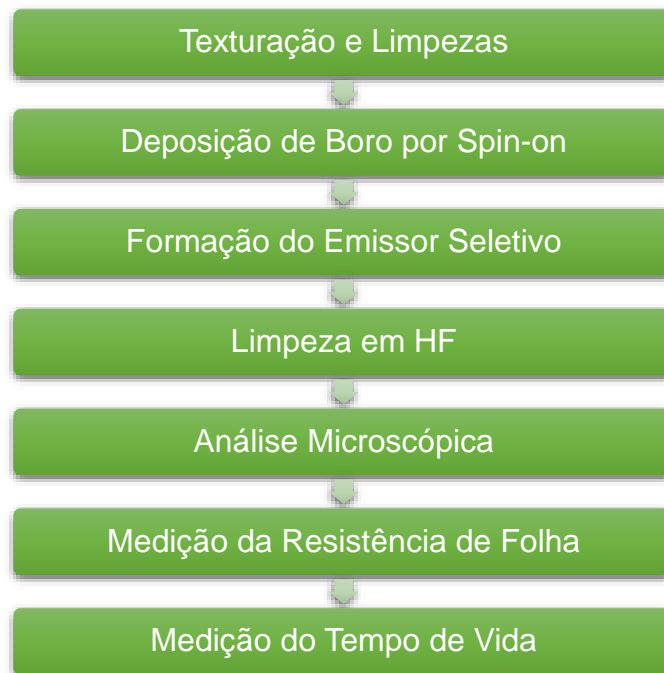 Texturação e Limpezas
Deposição de Boro por Spin-on
Formação do Emissor Seletivo
Limpeza em HF
Análise Microscópica
Medição da Resistência de Folha
Medição do Tempo de Vida